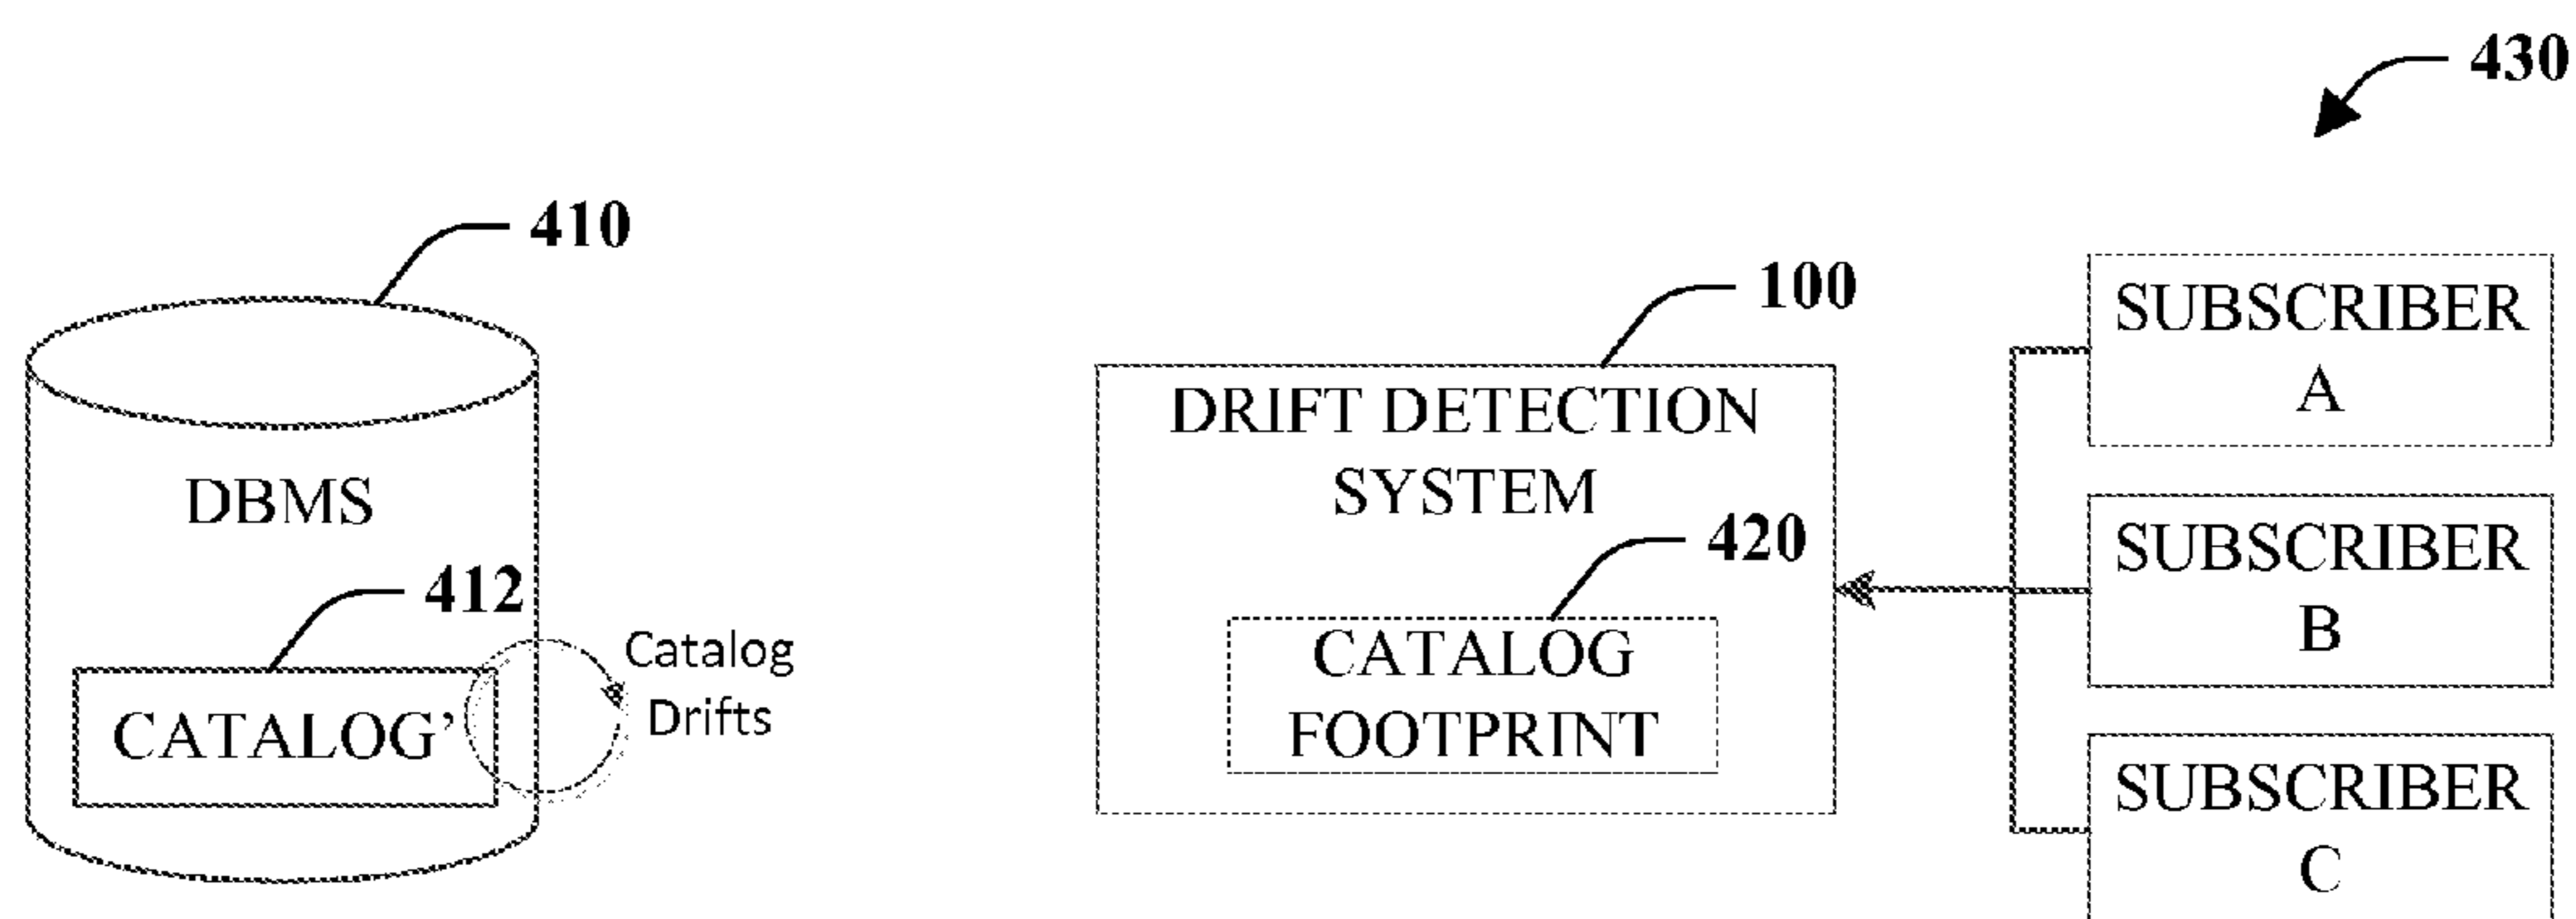 430
410
DBMS
412
CATALOG’
Catalog
Drifts
100
DRIFT DETECTION
SYSTEM
420
CATALOG
FOOTPRINT
SUBSCRIBER
A
SUBSCRIBER
B
SUBSCRIBER
C